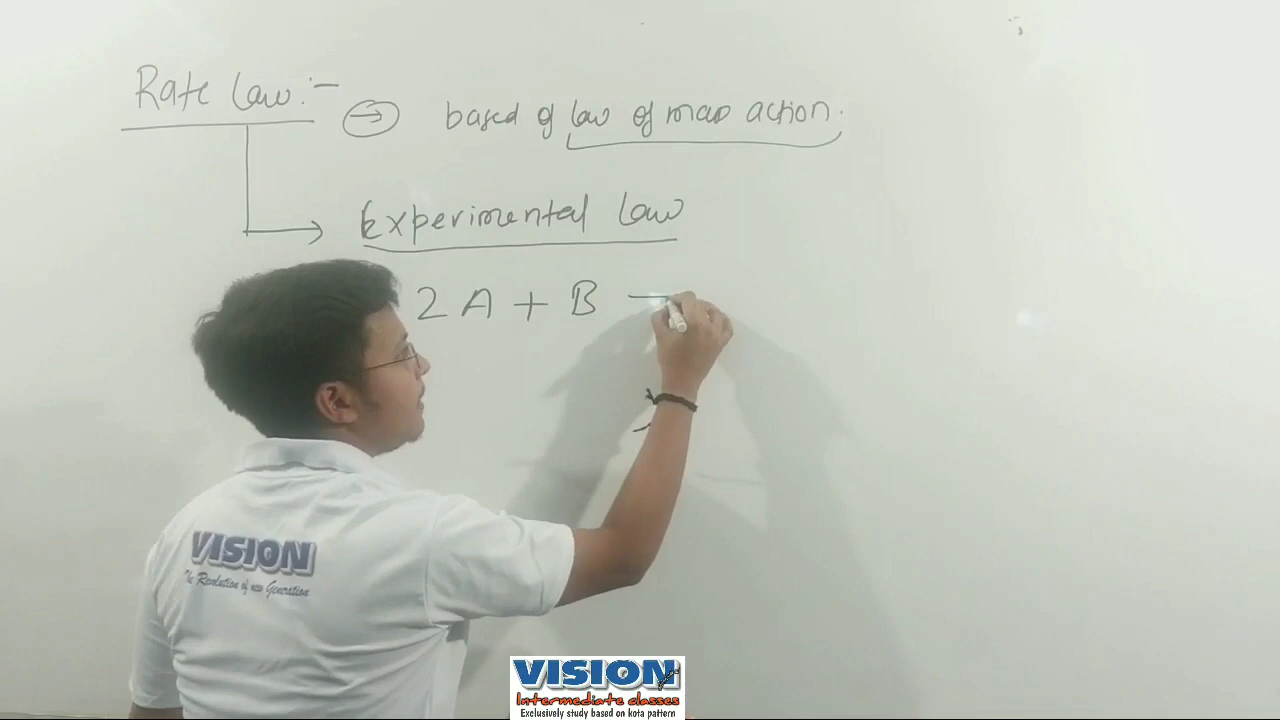 Rate Law :-
→ based of law of mass action.
Experimental Law
2A + B —
VISION
The Revolution of new Generation
VISION
Intermediate classes
Exclusively study based on kota pattern